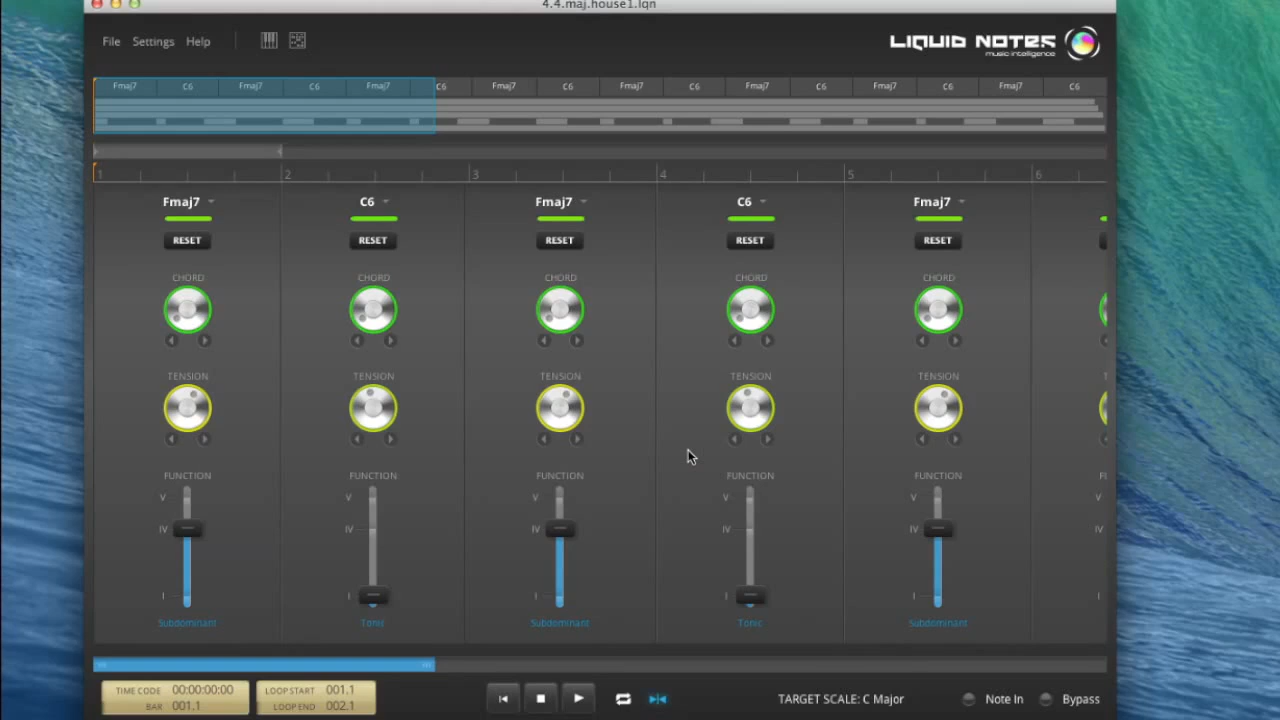 4.4.maj.house1.lqn
File Settings Help
LIQUID NOTES
music intelligence
Fmaj7 C6 Fmaj7 C6 Fmaj7 C6 Fmaj7 C6 Fmaj7 C6 Fmaj7 C6 Fmaj7 C6 Fmaj7 C6
1 2 3 4 5 6
Fmaj7 C6 Fmaj7 C6 Fmaj7
RESET RESET RESET RESET RESET
CHORD CHORD CHORD CHORD CHORD
TENSION TENSION TENSION TENSION TENSION
FUNCTION FUNCTION FUNCTION FUNCTION FUNCTION
V V V V V V
IV IV IV IV IV IV
I I I I I I
Subdominant Tonic Subdominant Tonic Subdominant
TIME CODE 00:00:00:00 LOOP START 001.1
BAR 001.1 LOOP END 002.1
TARGET SCALE: C Major Note In Bypass